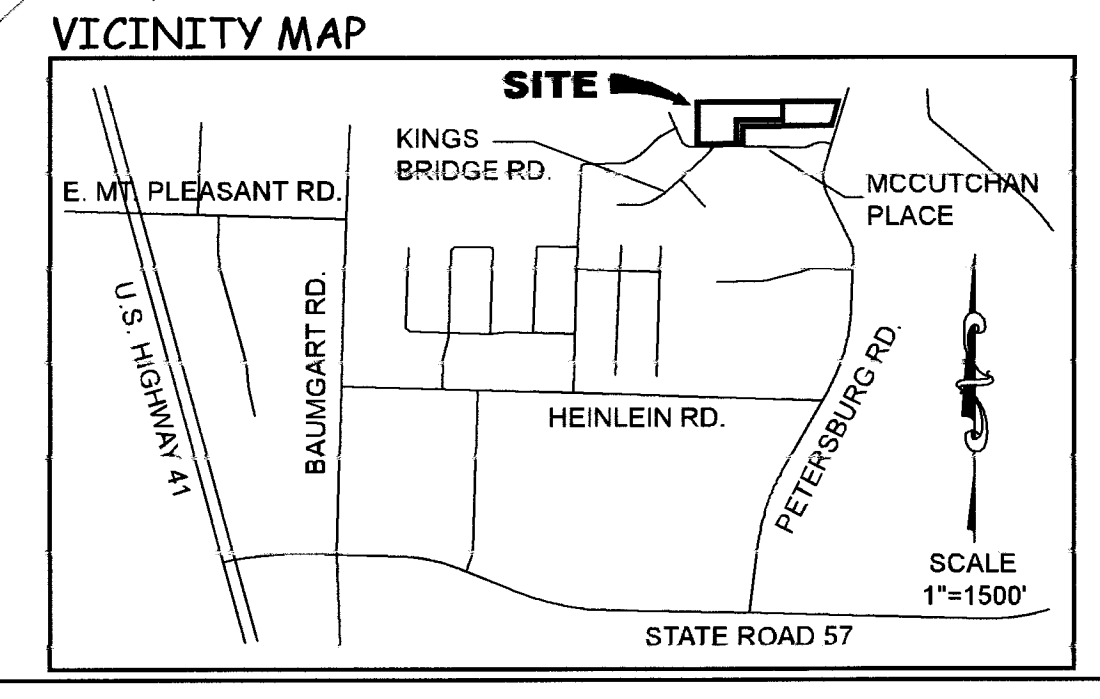 VICINITY MAP
SITE
KINGS
BRIDGE RD.
E. MT. PLEASANT RD.
MCCUTCHAN
PLACE
U.S. HIGHWAY 41
BAUMGART RD.
HEINLEIN RD.
PETERSBURG RD.
SCALE
1"=1500'
STATE ROAD 57